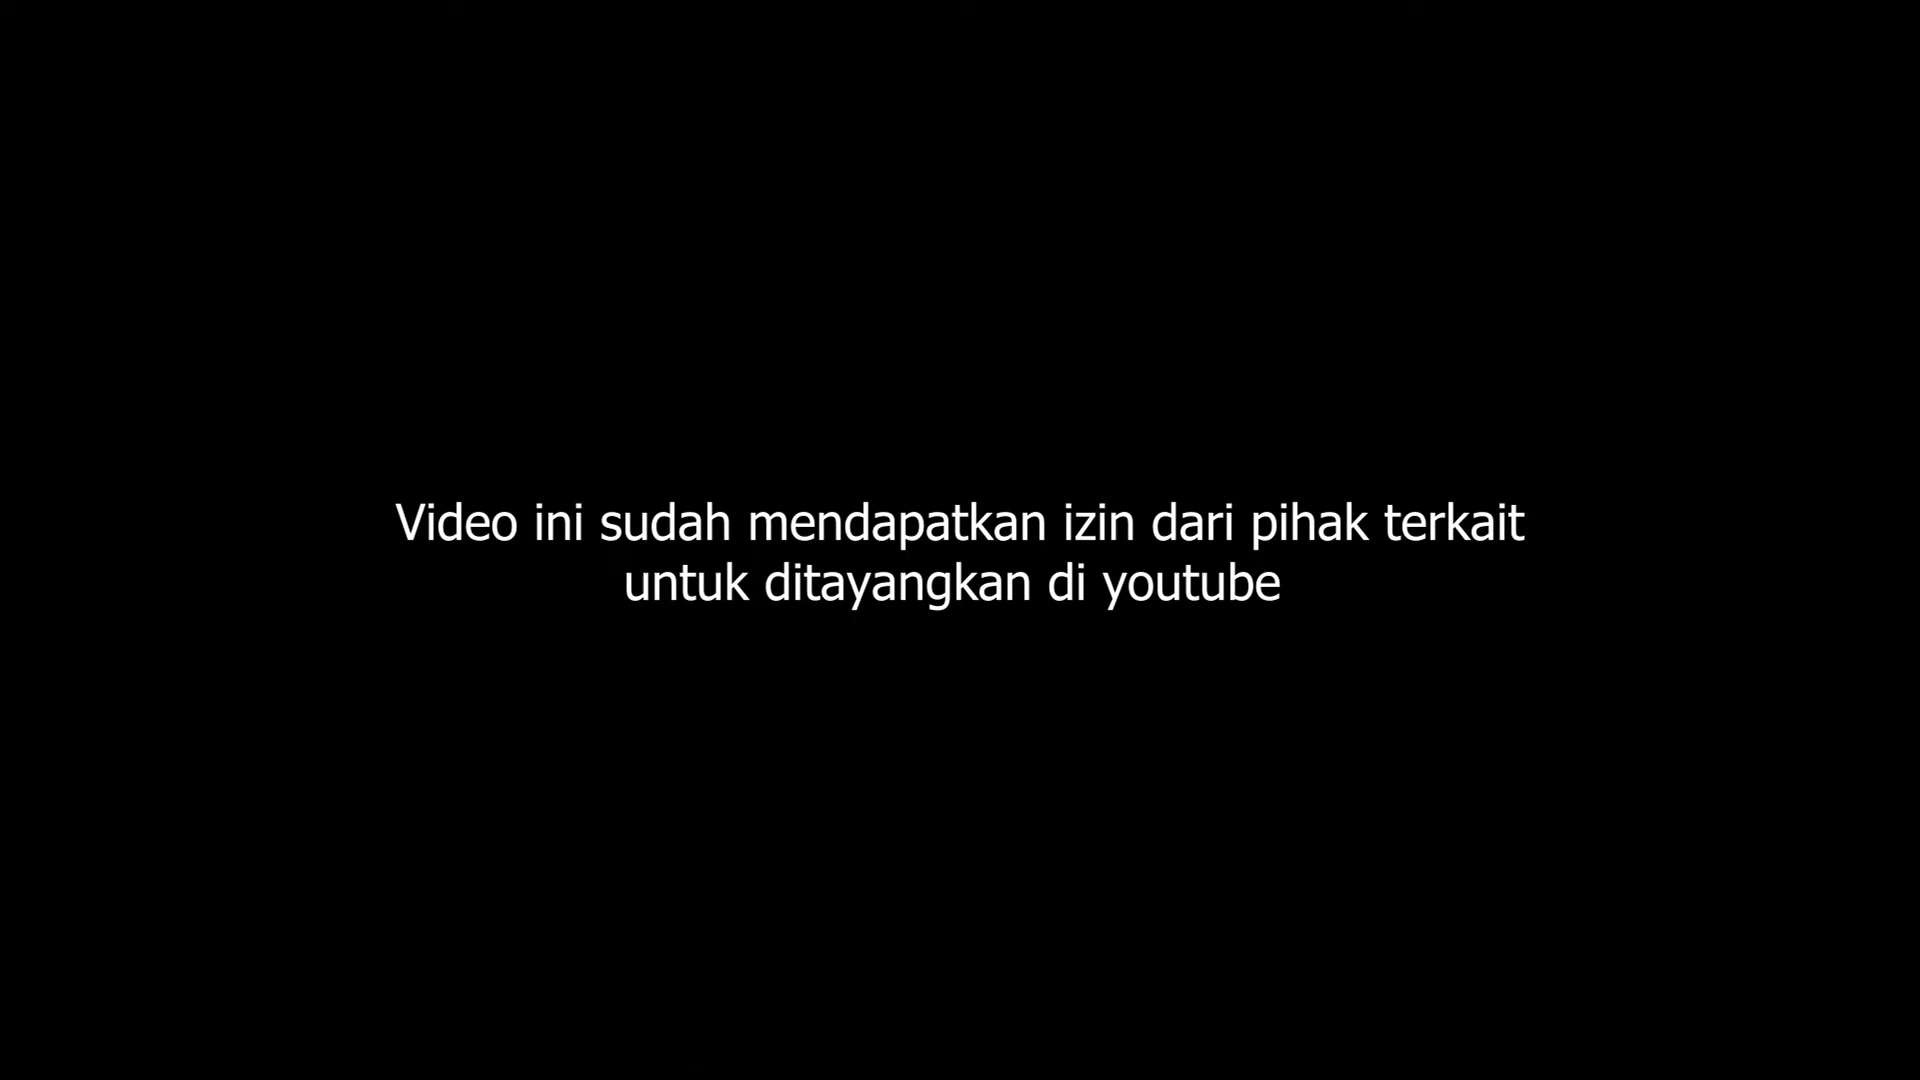 Video ini sudah mendapatkan izin dari pihak terkait
untuk ditayangkan di youtube